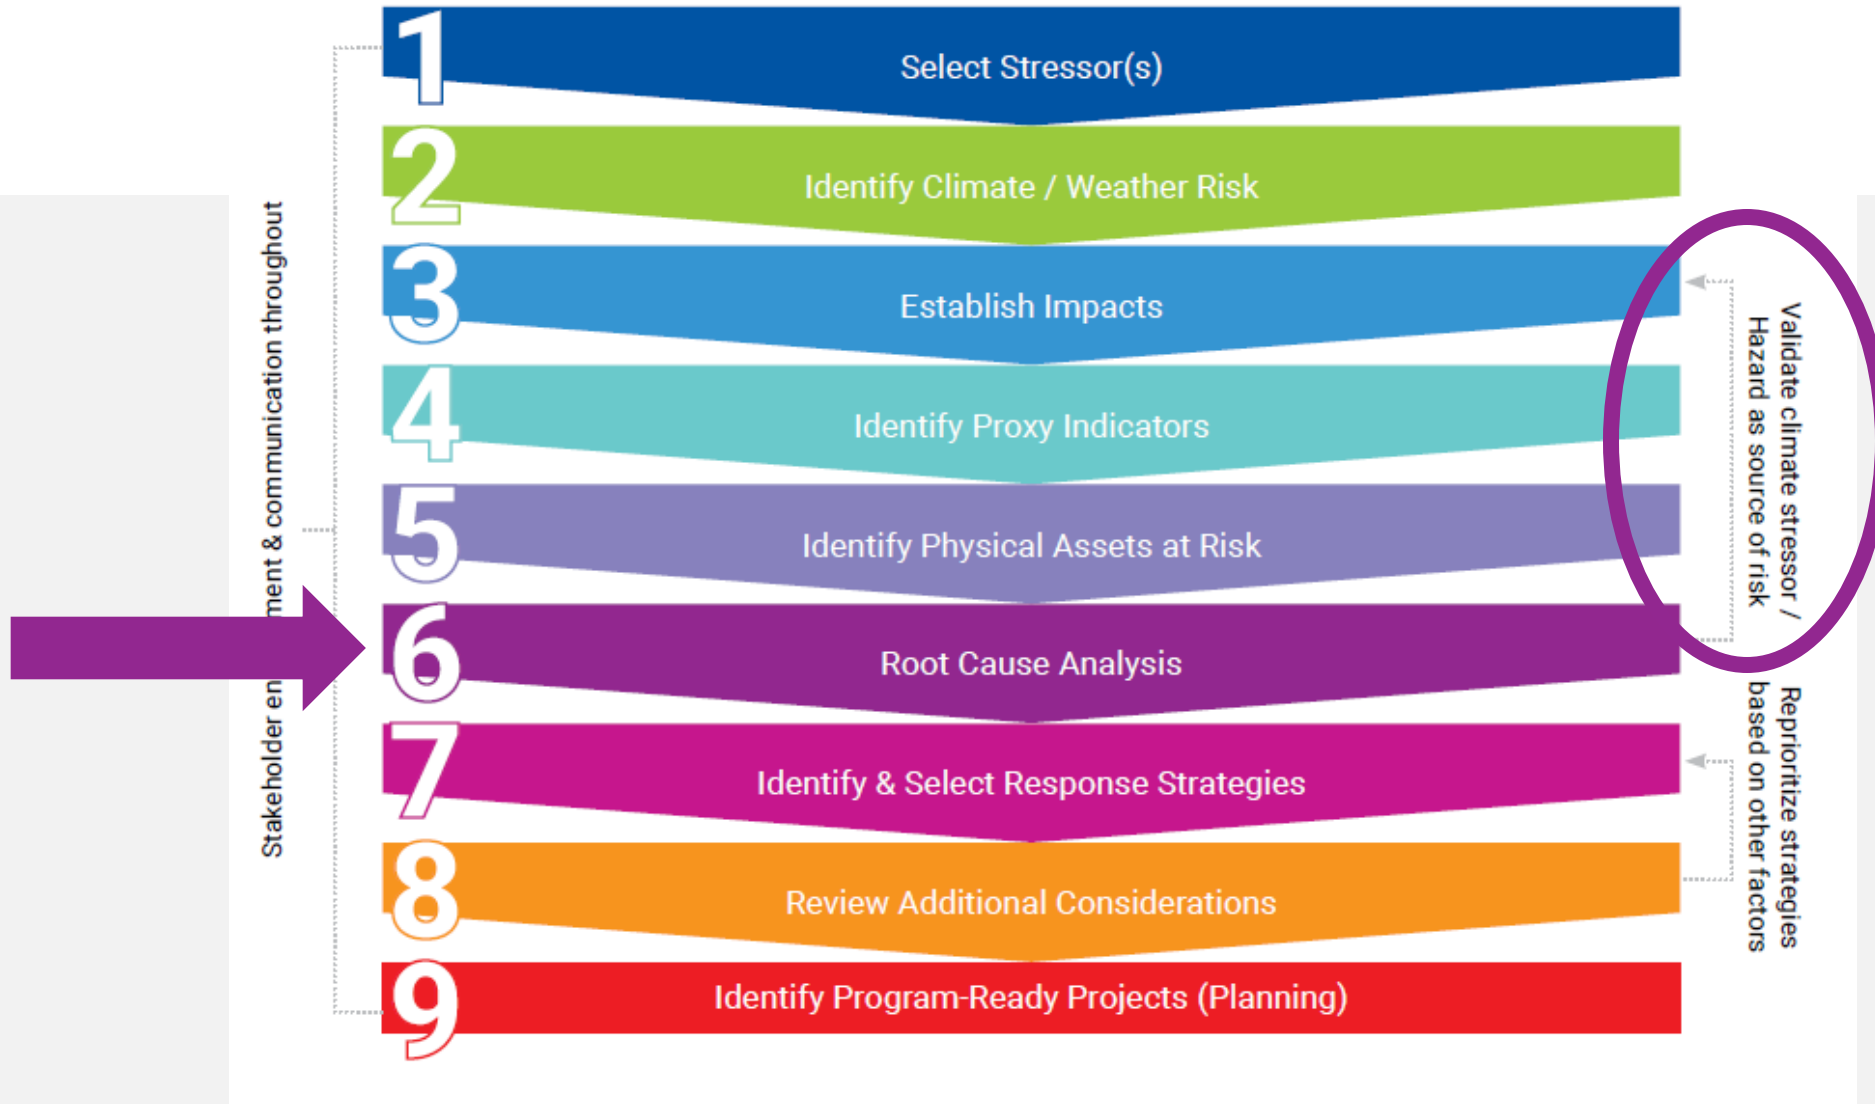 1
Select Stressor(s)
2
Identify Climate / Weather Risk
3
Establish Impacts
4
Identify Proxy Indicators
5
Identify Physical Assets at Risk
6
Root Cause Analysis
7
Identify & Select Response Strategies
8
Review Additional Considerations
9
Identify Program-Ready Projects (Planning)
Stakeholder en ment & communication throughout
Validate climate stressor /
Hazard as source of risk
Reprioritize strategies
based on other factors